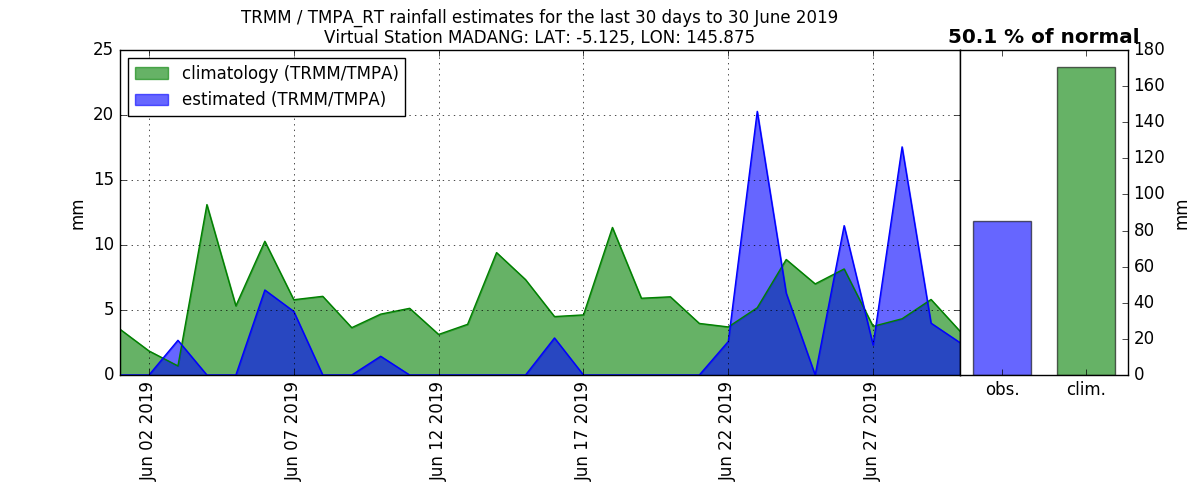 TRMM / TMPA_RT rainfall estimates for the last 30 days to 30 June 2019
Virtual Station MADANG: LAT: -5.125, LON: 145.875
50.1 % of normal
climatology (TRMM/TMPA)
estimated (TRMM/TMPA)
25
20
15
10
5
0
mm
Jun 02 2019
Jun 07 2019
Jun 12 2019
Jun 17 2019
Jun 22 2019
Jun 27 2019
180
160
140
120
100
80
60
40
20
0
mm
obs.
clim.